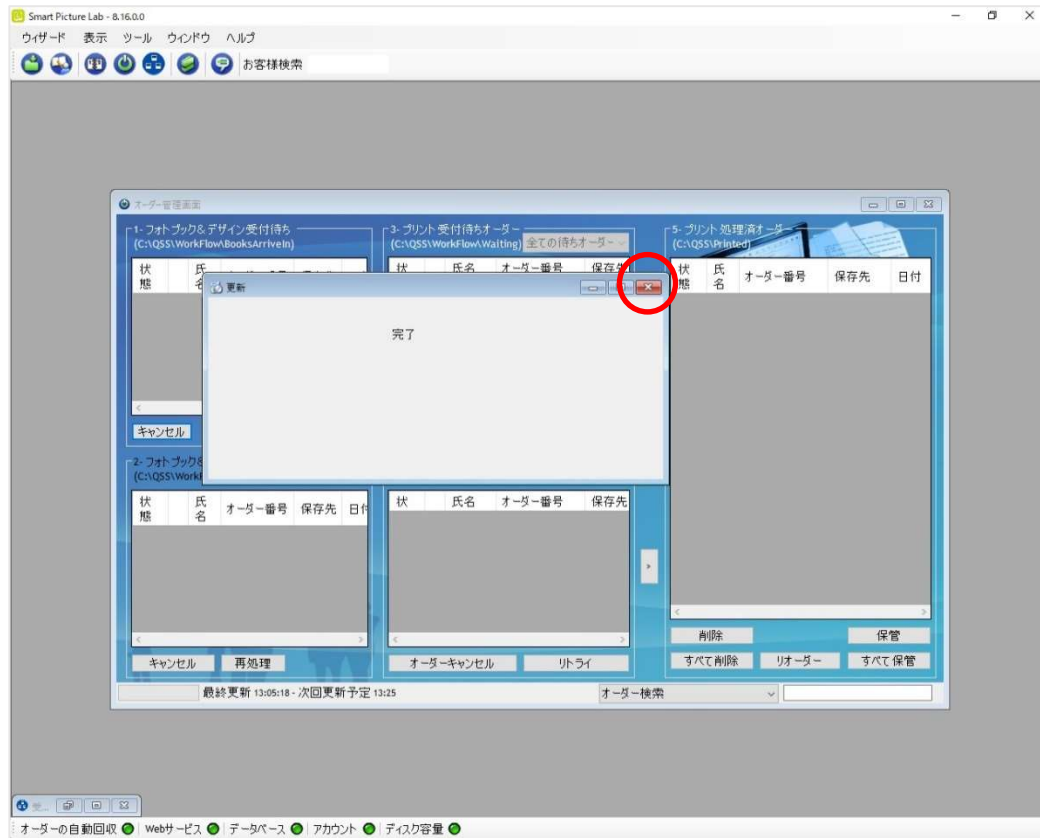 Smart Picture Lab - 8.16.0.0
ウィザード 表示 ツール ウィンドウ ヘルプ
お客様検索
オーダー管理画面
1- フォトブック& デザイン受付待ち
(C:\QSS\WorkFlow\BooksArriveIn)
状態 氏名
キャンセル
3- プリント 受付待ちオーダー
(C:\QSS\WorkFlow\Waiting) 全ての待ちオーダー
状 氏名 オーダー番号 保存先
5- プリント 処理済オーダー
(C:\QSS\Printed)
状態 氏名 オーダー番号 保存先 日付
更新
完了
2- フォトブック&
(C:\QSS\Workf
状態 氏名 オーダー番号 保存先 日付
キャンセル 再処理
状 氏名 オーダー番号 保存先
オーダーキャンセル リトライ
>
削除 保管
すべて削除 リオーダー すべて保管
最終更新 13:05:18 - 次回更新予定 13:25
オーダー検索
オーダーの自動回収 Webサービス データベース アカウント ディスク容量